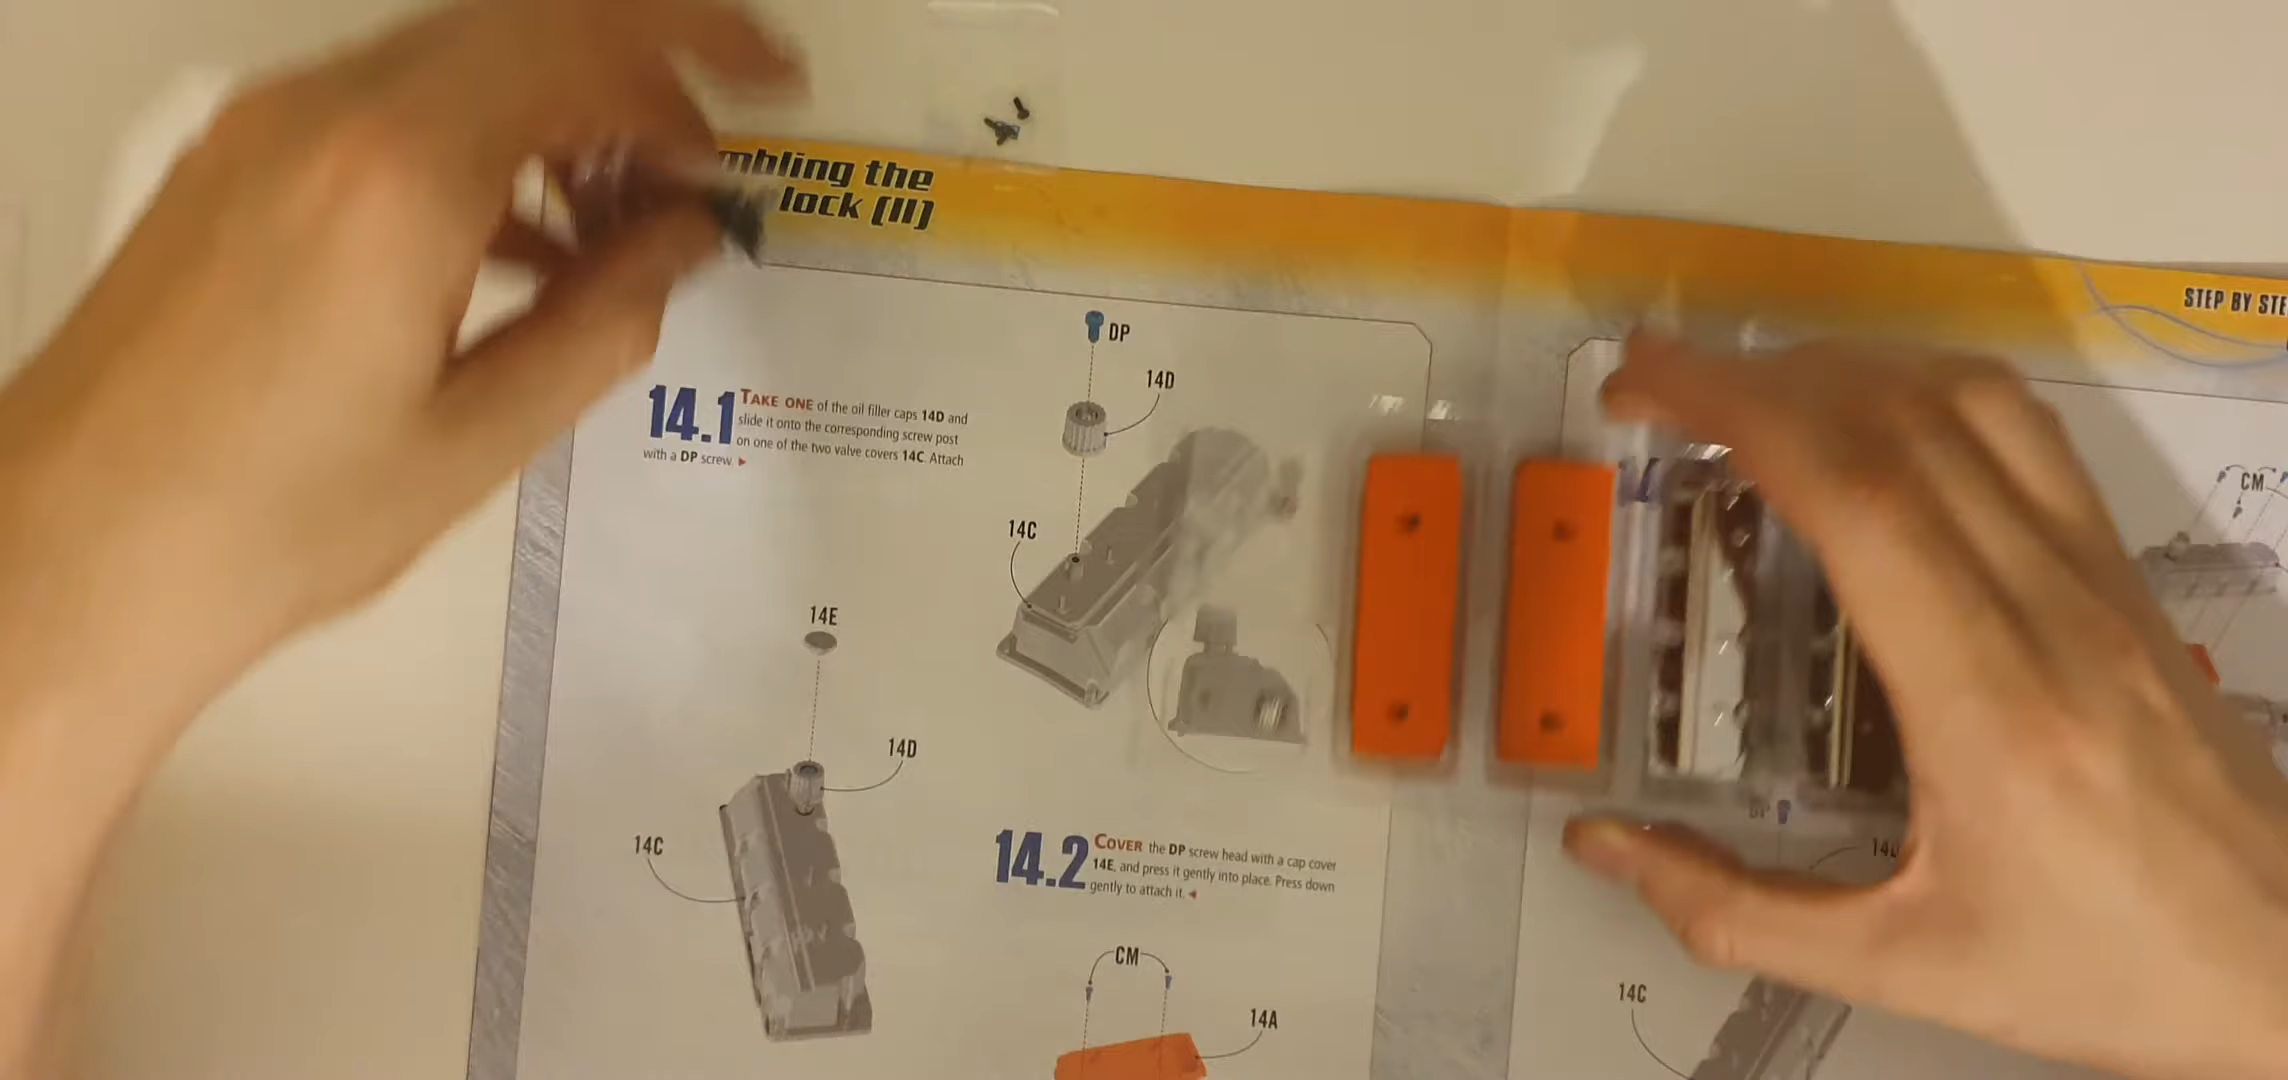 mbling the
lock (II)
STEP BY STE
DP
14D
14.1 TAKE ONE of the oil filler caps 14D and
slide it onto the corresponding screw post
on one of the two valve covers 14C. Attach
with a DP screw.
14C
14E
14D
14C
14.2 COVER the DP screw head with a cap cover
14E, and press it gently into place. Press down
gently to attach it.
CM
14A
CM
DP
14C